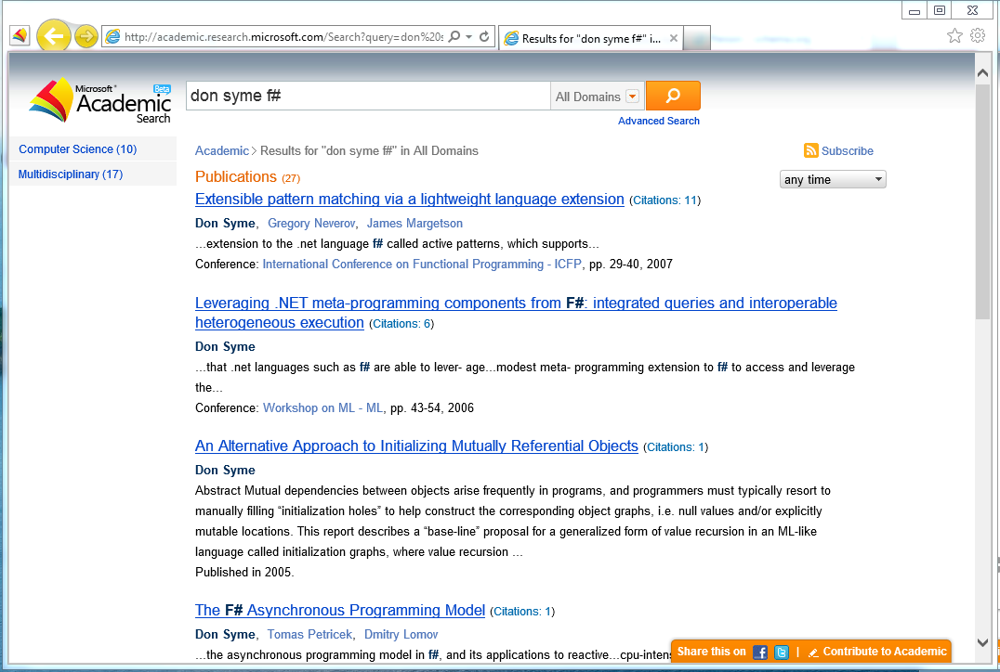 http://academic.research.microsoft.com/Search?query=don%20s
Results for "don syme f#" i...
Microsoft®
Beta
Academic
Search
don syme f#
All Domains
Advanced Search
Computer Science (10)
Multidisciplinary (17)
Academic > Results for "don syme f#" in All Domains
Subscribe
Publications (27)
any time
Extensible pattern matching via a lightweight language extension (Citations: 11)
Don Syme, Gregory Neverov, James Margetson
...extension to the .net language f# called active patterns, which supports...
Conference: International Conference on Functional Programming - ICFP, pp. 29-40, 2007
Leveraging .NET meta-programming components from F#: integrated queries and interoperable
heterogeneous execution (Citations: 6)
Don Syme
...that .net languages such as f# are able to lever- age...modest meta- programming extension to f# to access and leverage
the...
Conference: Workshop on ML - ML, pp. 43-54, 2006
An Alternative Approach to Initializing Mutually Referential Objects (Citations: 1)
Don Syme
Abstract Mutual dependencies between objects arise frequently in programs, and programmers must typically resort to
manually filling “initialization holes” to help construct the corresponding object graphs, i.e. null values and/or explicitly
mutable locations. This report describes a “base-line” proposal for a generalized form of value recursion in an ML-like
language called initialization graphs, where value recursion ...
Published in 2005.
The F# Asynchronous Programming Model (Citations: 1)
Don Syme, Tomas Petricek, Dmitry Lomov
...the asynchronous programming model in f#, and its applications to reactive...cpu-intens
Share this on | Contribute to Academic